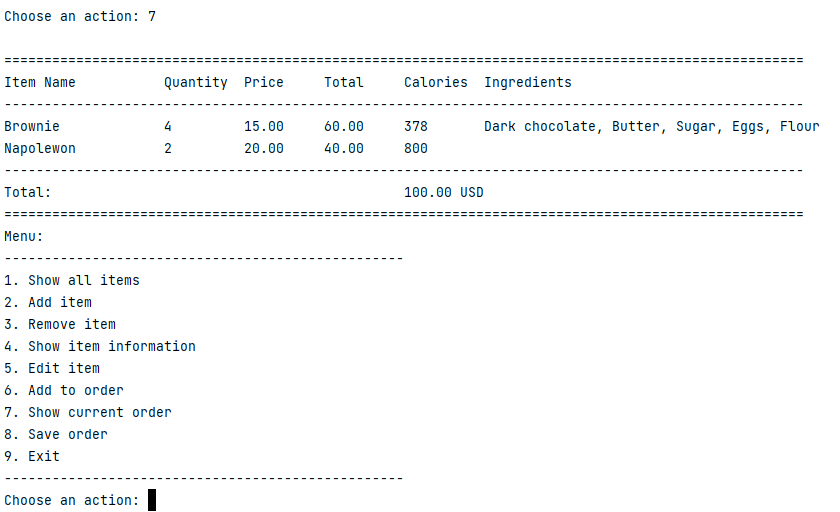 Choose an action: 7
====================================================================================================
Item Name           Quantity  Price     Total     Calories  Ingredients
----------------------------------------------------------------------------------------------------
Brownie             4         15.00     60.00     378       Dark chocolate, Butter, Sugar, Eggs, Flour
Napolewon           2         20.00     40.00     800
----------------------------------------------------------------------------------------------------
Total:                                            100.00 USD
====================================================================================================
Menu:
--------------------------------------------------
1. Show all items
2. Add item
3. Remove item
4. Show item information
5. Edit item
6. Add to order
7. Show current order
8. Save order
9. Exit
--------------------------------------------------
Choose an action: